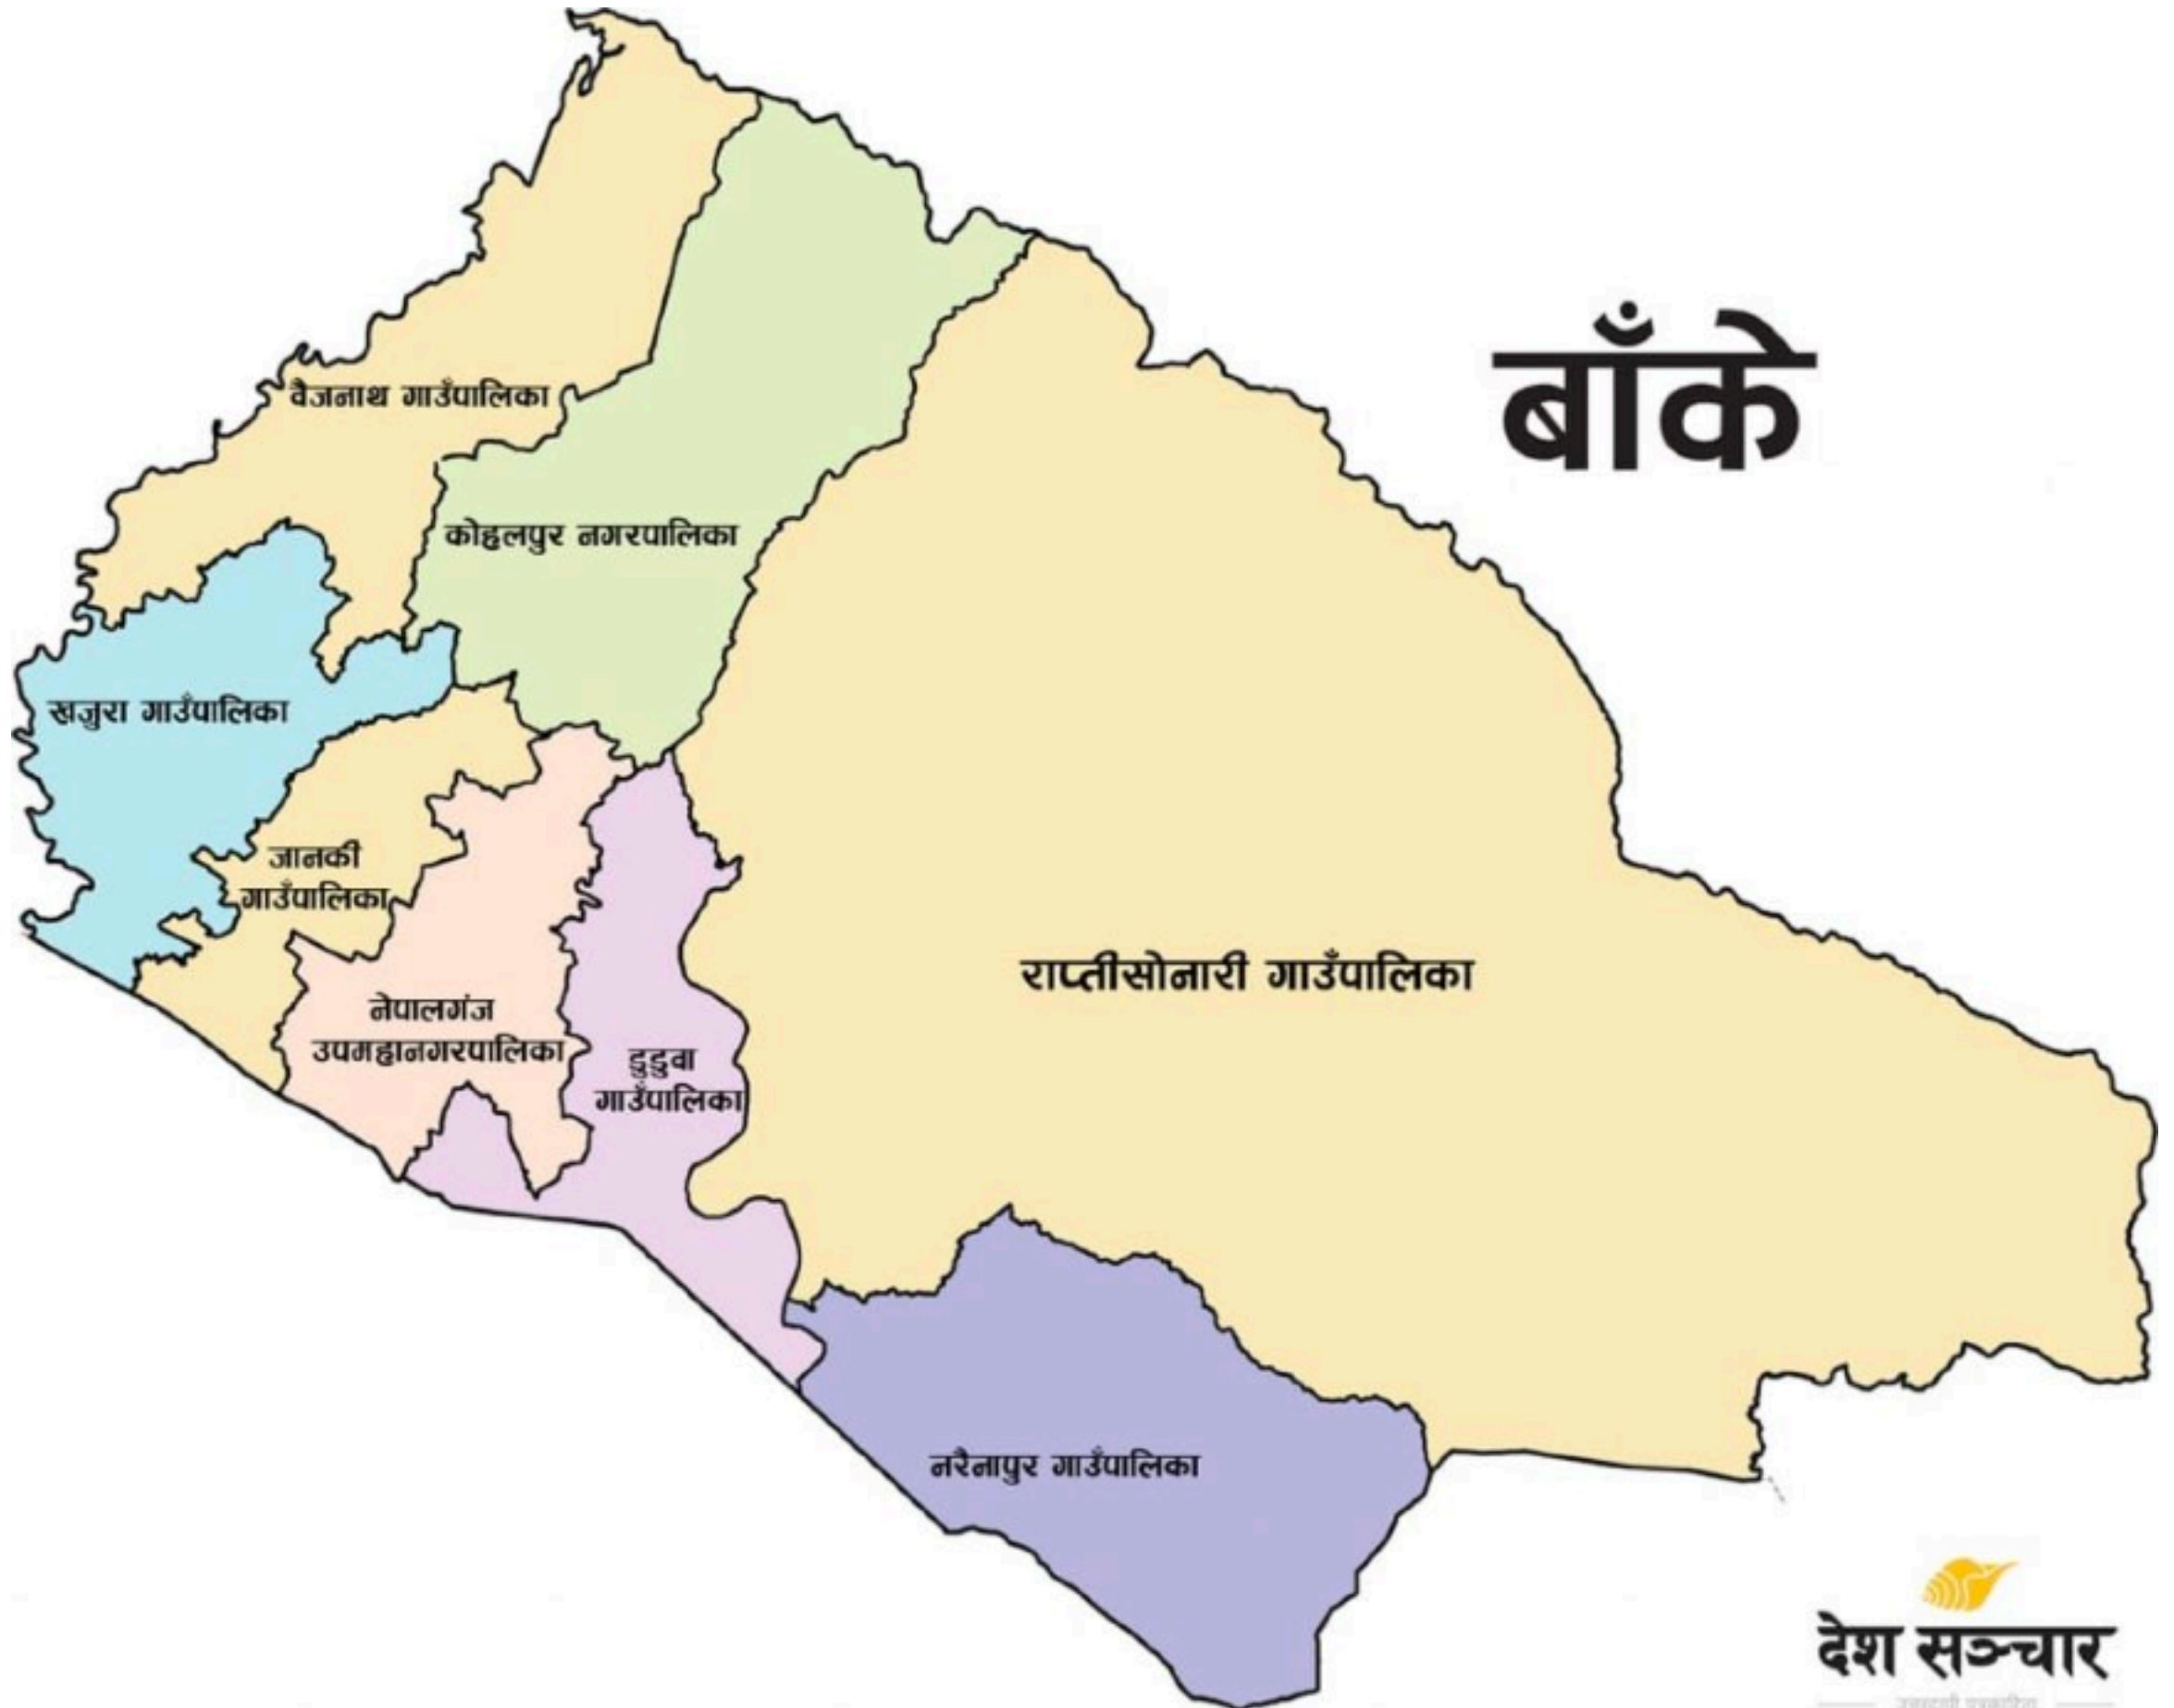 बाँके
वैजनाथ गाउँपालिका
कोहलपुर नगरपालिका
खजुरा गाउँपालिका
जानकी
गाउँपालिका
राप्तीसोनारी गाउँपालिका
नेपालगंज
उपमहानगरपालिका
डुडुवा
गाउँपालिका
नरैनापुर गाउँपालिका
देश सञ्चार